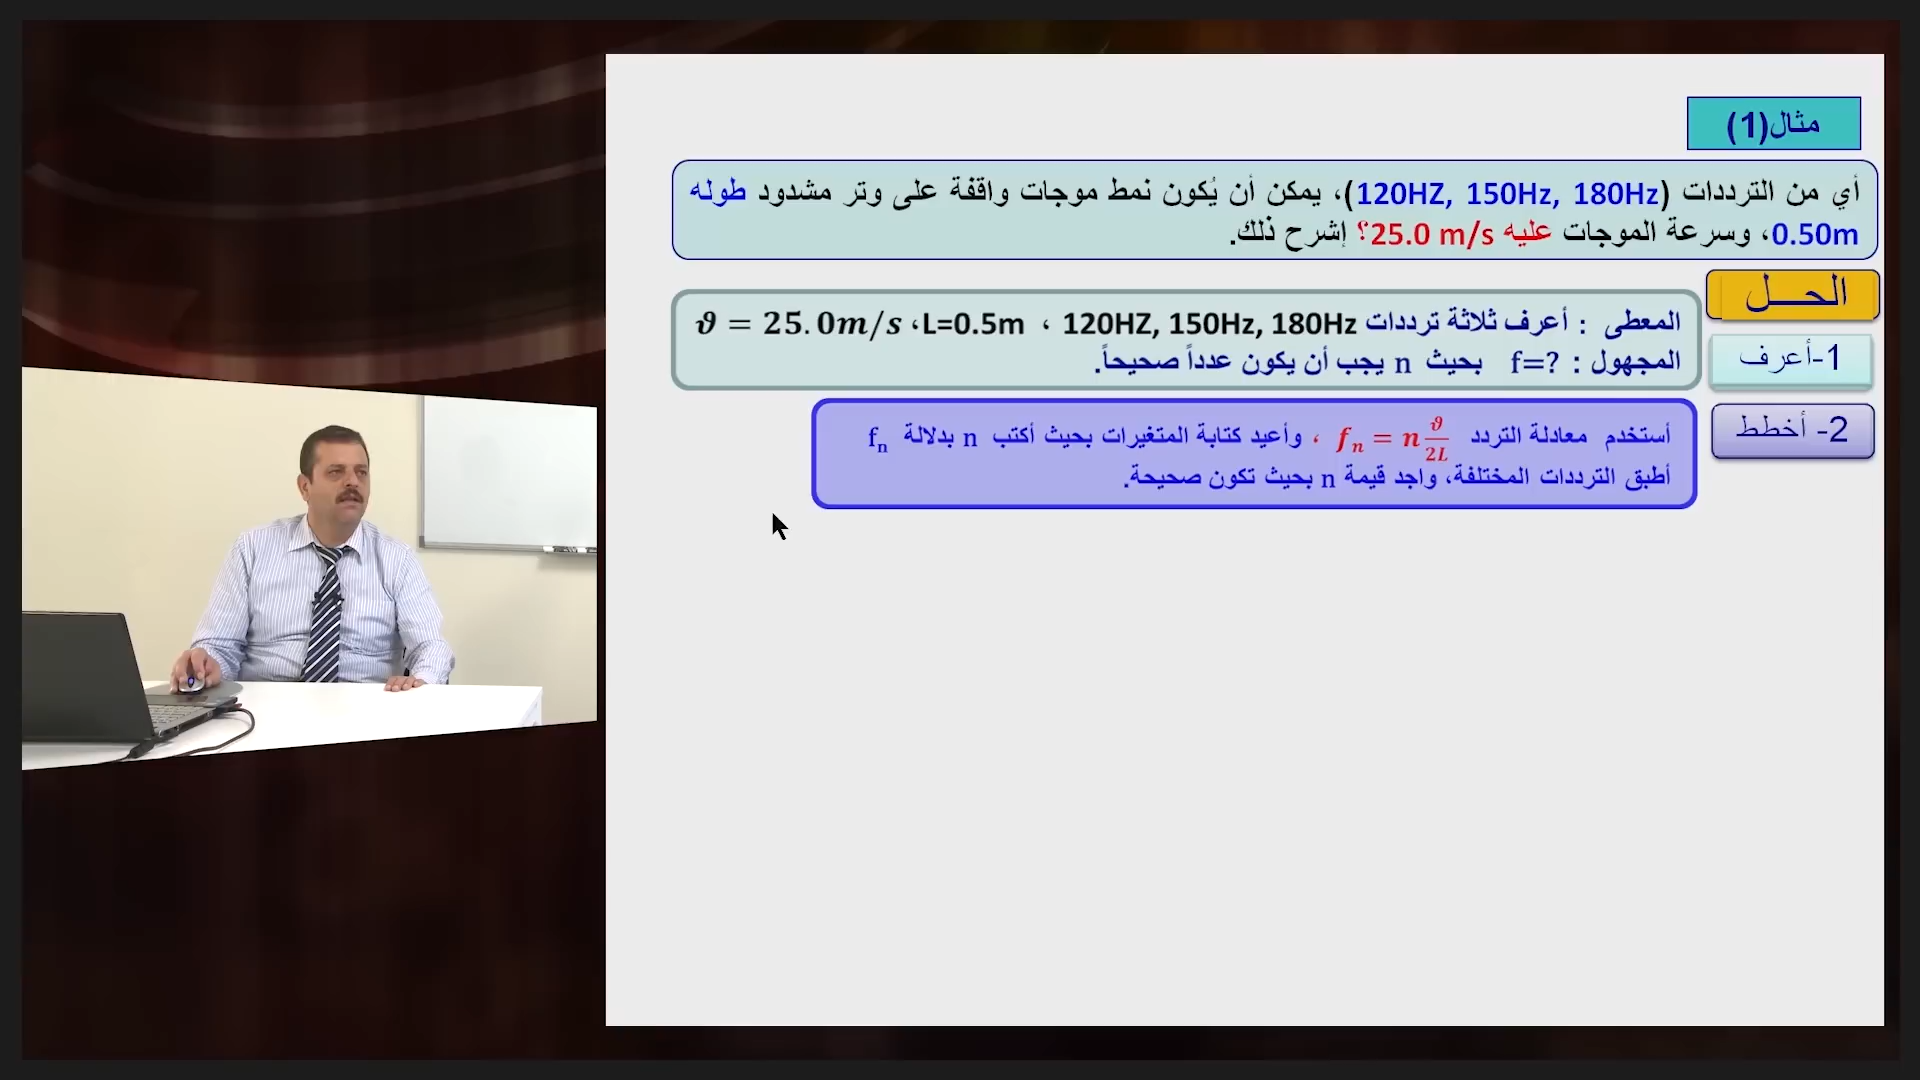 مثال(1)
أي من الترددات (120HZ, 150Hz, 180Hz)، يمكن أن يُكون نمط موجات واقفة على وتر مشدود طوله
0.50m، وسرعة الموجات عليه 25.0 m/s؟ إشرح ذلك.
الحـــل
المعطى : أعرف ثلاثة ترددات 120HZ, 150Hz, 180Hz ، L=0.5m، ϑ = 25.0m/s
المجهول : f=? بحيث n يجب أن يكون عدداً صحيحاً.
1-أعرف
أستخدم معادلة التردد fₙ = n ϑ/2L ، وأعيد كتابة المتغيرات بحيث أكتب n بدلالة fₙ
أطبق الترددات المختلفة، واجد قيمة n بحيث تكون صحيحة.
2- أخطط